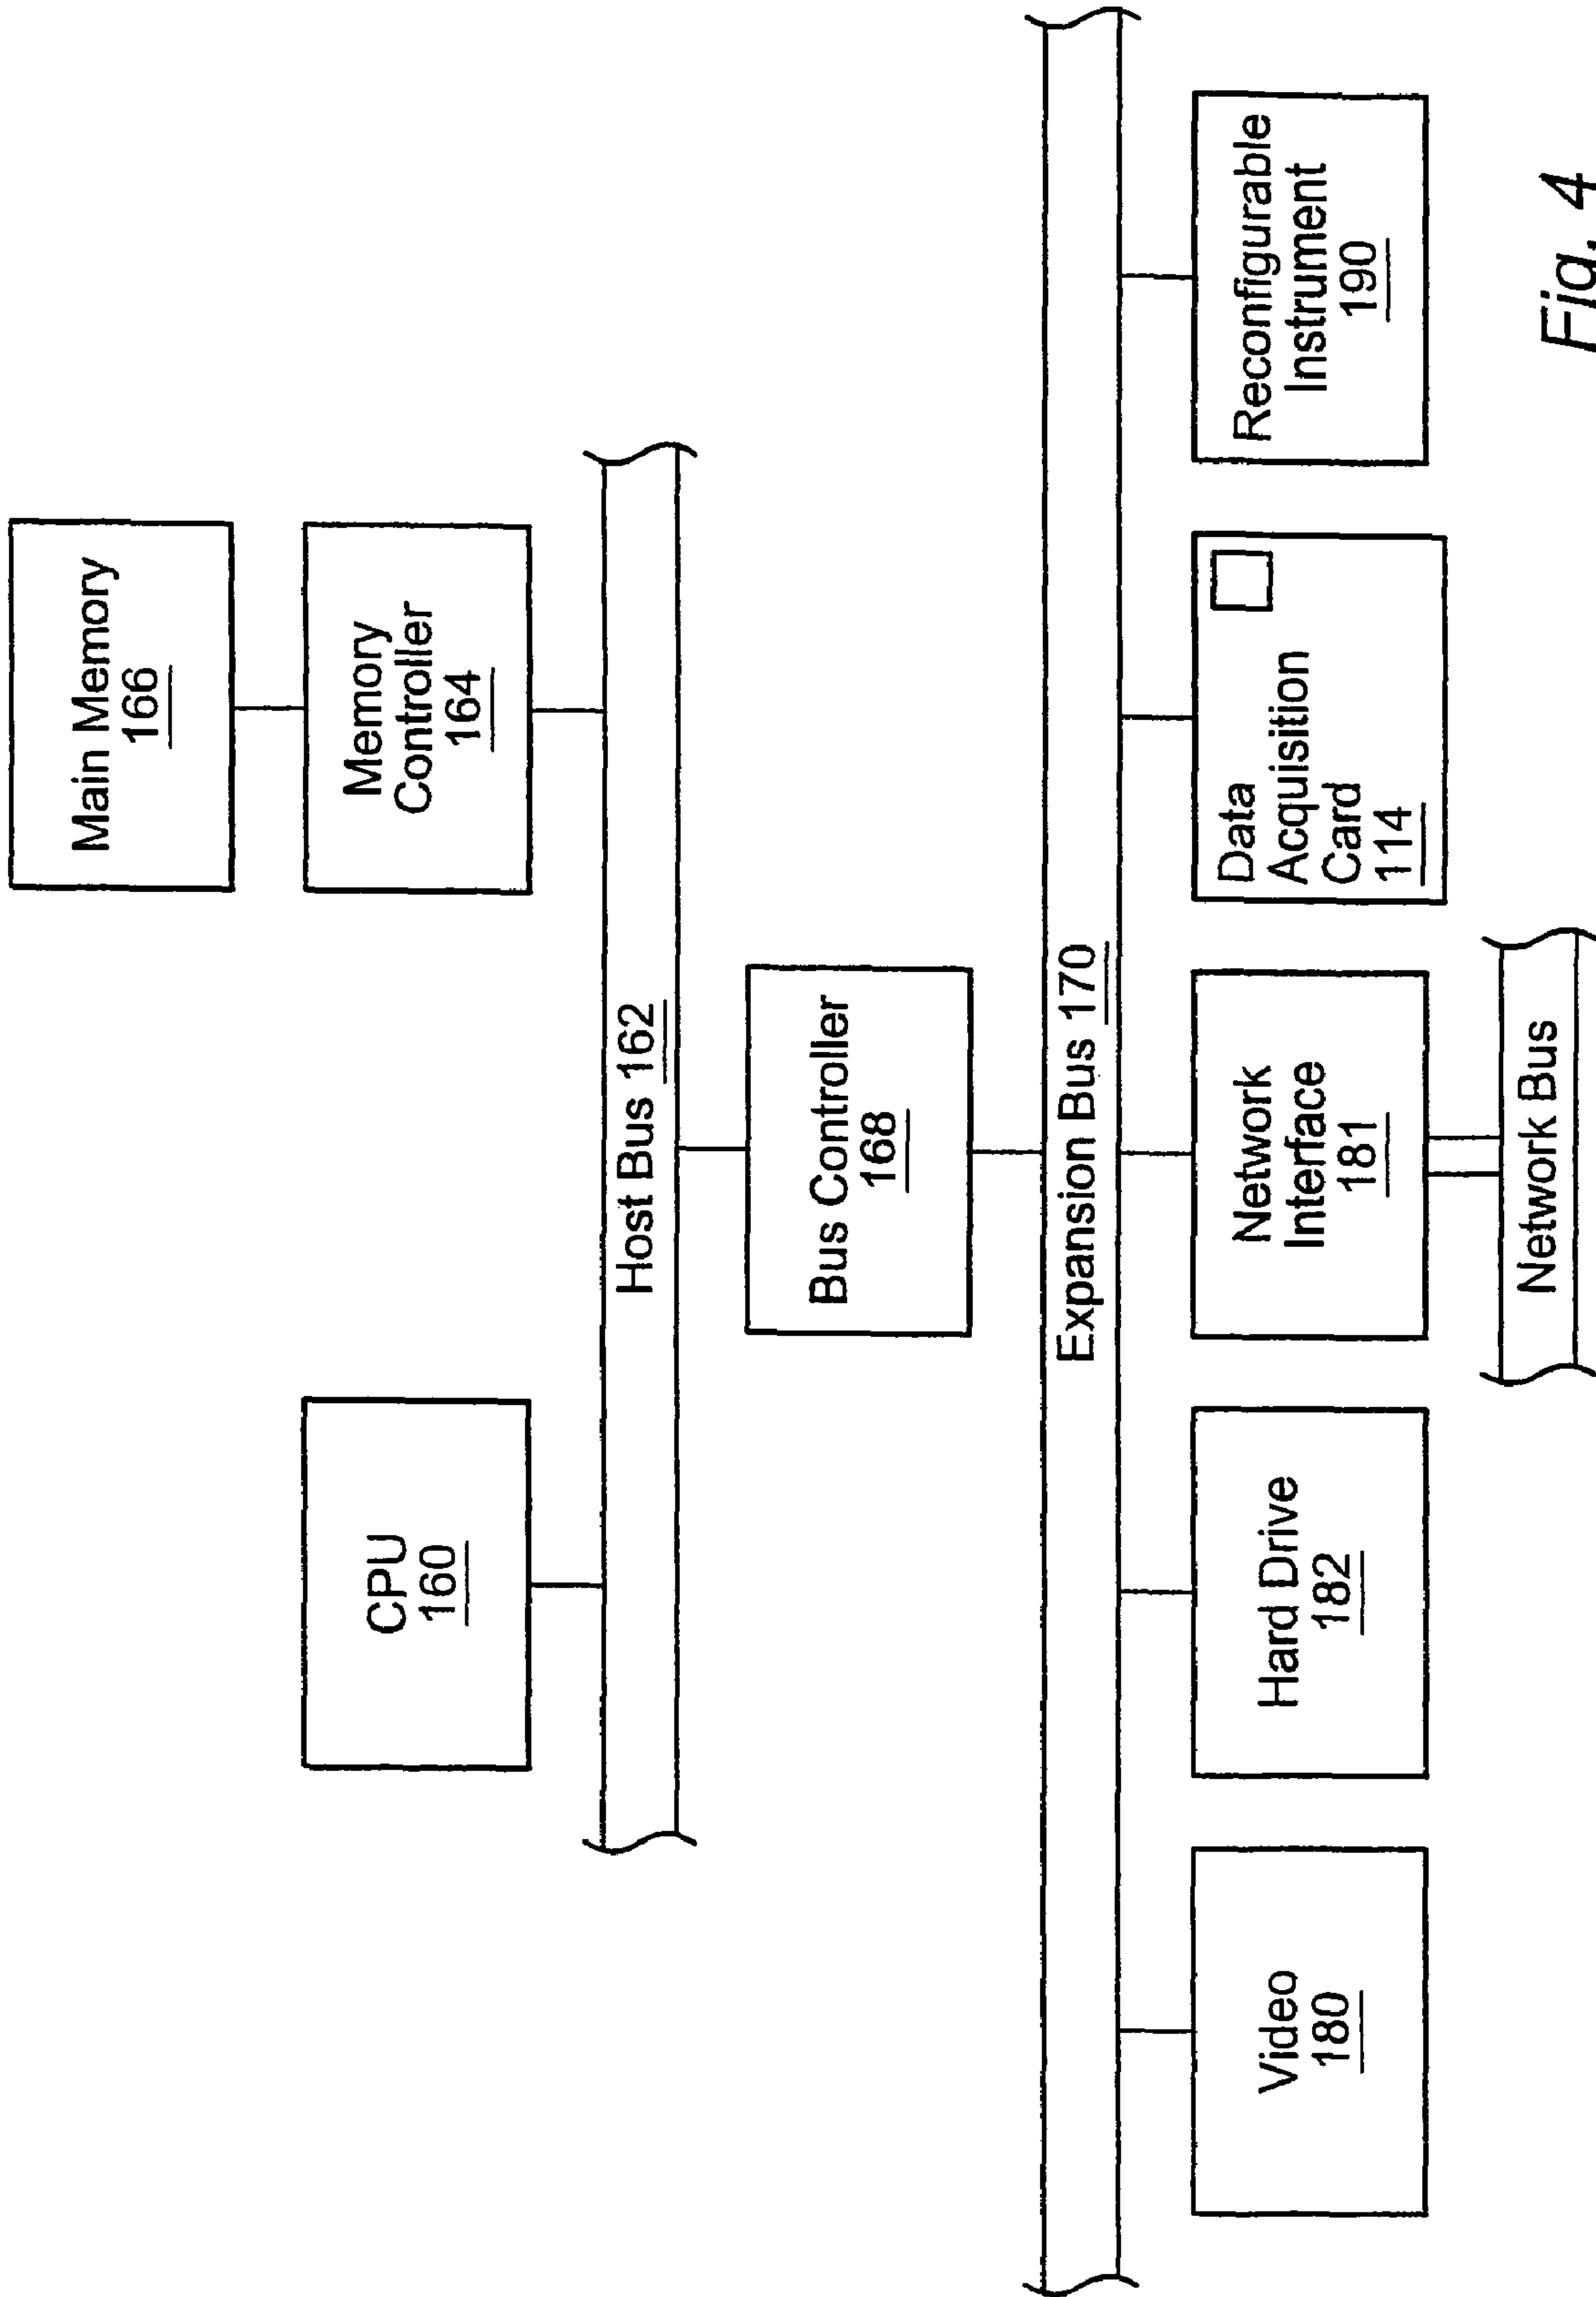 Main Memory
166
CPU
160
Memory
Controller
164
Host Bus 162
Bus Controller
168
Expansion Bus 170
Video
180
Hard Drive
182
Network
Interface
181
Data
Acquisition
Card
114
Reconfigurable
Instrument
190
Network Bus
Fig. 4